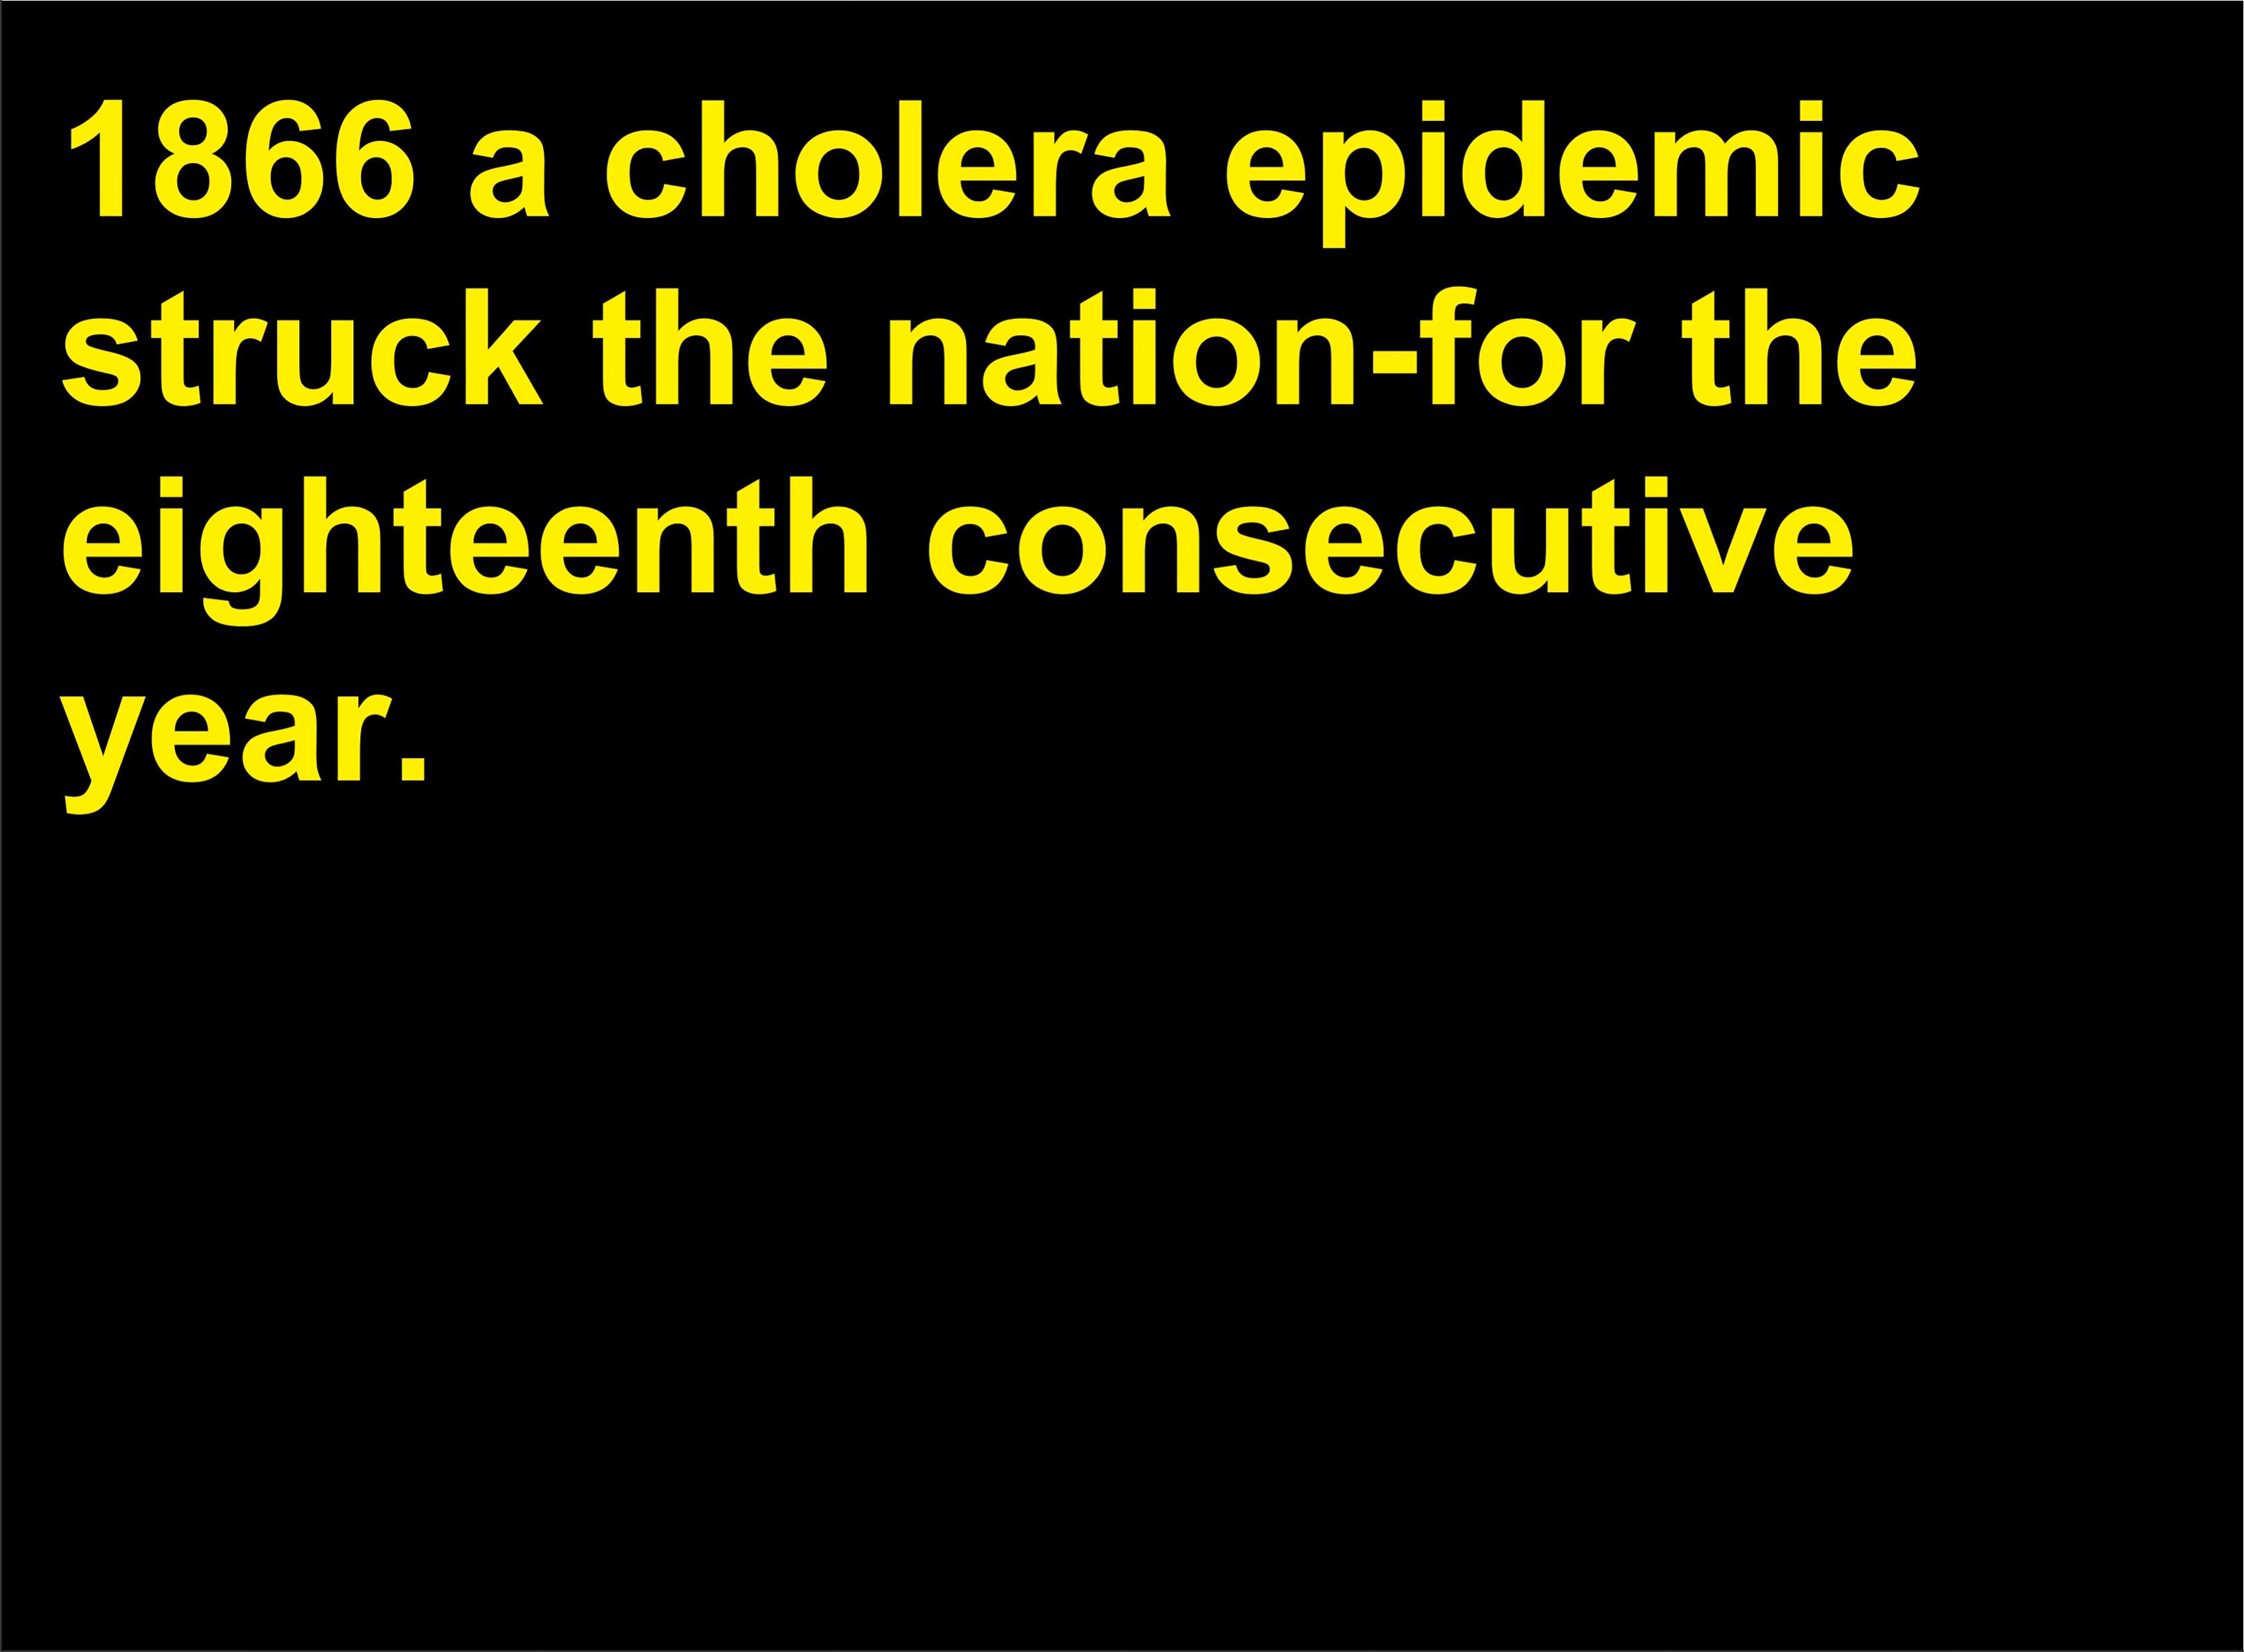 1866 a cholera epidemic
struck the nation-for the
eighteenth consecutive
year.